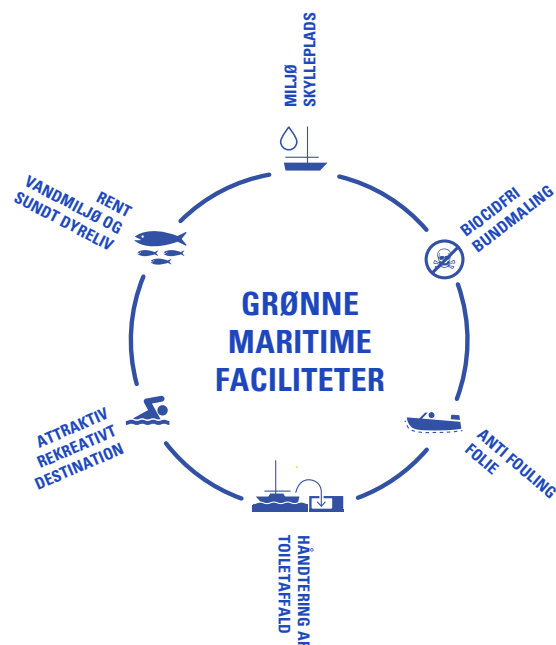 MILJØ
SKYLLEPLADS
BIOCIDFRI
BUNDMALING
ANTI FOULING
FOLIE
HÅNDTERING AF
TOILETAFFALD
ATTRAKTIV
REKREATIVT
DESTINATION
RENT
VANDMILJØ OG
SUNDT DYRELIV
GRØNNE
MARITIME
FACILITETER